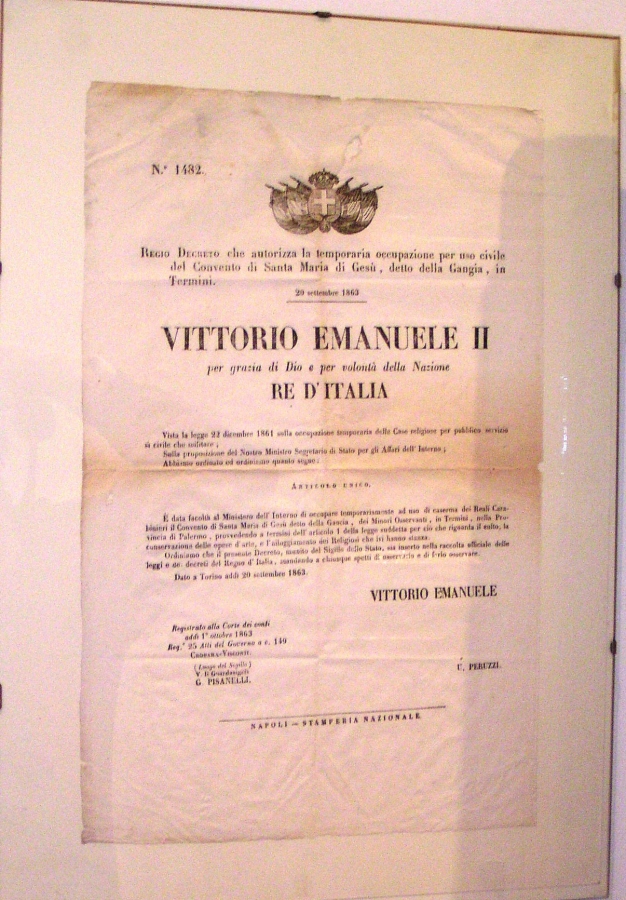 N.° 1482.
REGIO DECRETO che autorizza la temporaria occupazione per uso civile
del Convento di Santa Maria di Gesù, detto della Gangia, in
Termini.
20 settembre 1863
VITTORIO EMANUELE II
per grazia di Dio e per volontà della Nazione
RE D'ITALIA
Vista la legge 22 dicembre 1861 sulla occupazione temporaria delle Case religiose per pubblico servizio
sì civile che militare;
Sulla proposizione del Nostro Ministro Segretario di Stato per gli Affari dell'Interno;
Abbiamo ordinato ed ordiniamo quanto segue:
ARTICOLO UNICO.
È data facoltà al Ministero dell'Interno di occupare temporariamente ad uso di caserma dei Reali Cara-
binieri il Convento di Santa Maria di Gesù detto della Gancia, dei Minori Osservanti, in Termini, nella Pro-
vincia di Palermo, provvedendo a termini dell'articolo 1 della legge suddetta per ciò che riguarda il culto, la
conservazione delle opere d'arte, e l'alloggiamento dei Religiosi che ivi hanno stanza.
Ordiniamo che il presente Decreto, munito del Sigillo dello Stato, sia inserto nella raccolta officiale delle
leggi e de' decreti del Regno d'Italia, mandando a chiunque spetti di osservarlo e di farlo osservare.
Dato a Torino addì 20 settembre 1863.
VITTORIO EMANUELE
Registrato alla Corte dei conti
addì 1° ottobre 1863
Reg.° 25 Atti del Governo a c. 149
(Luogo del Sigillo)
V. Il Guardasigilli
G. PISANELLI.
U. PERUZZI.
NAPOLI — STAMPERIA NAZIONALE